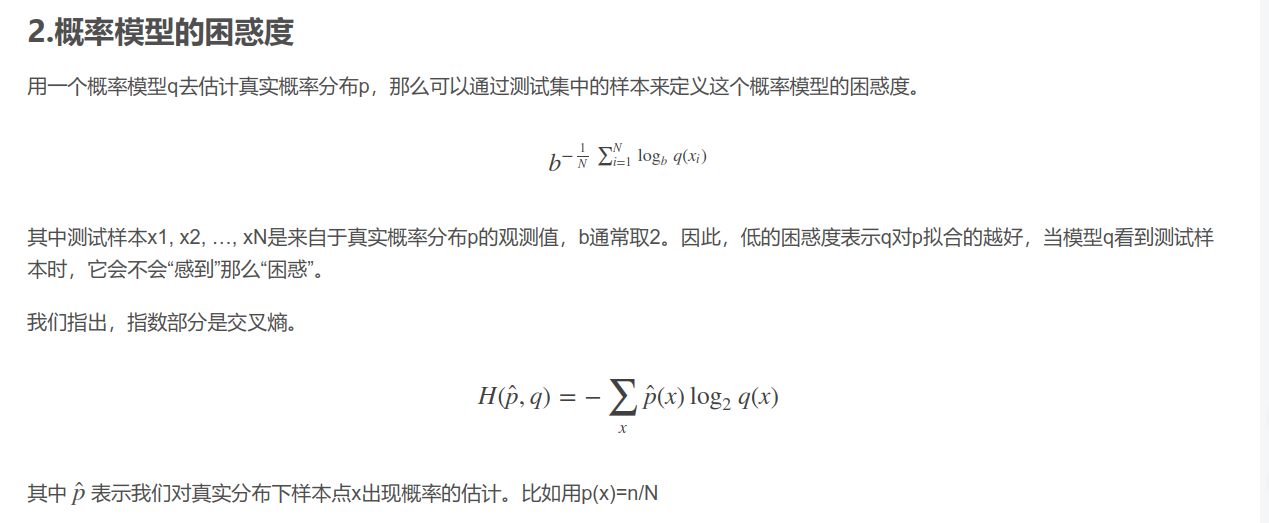 2.概率模型的困惑度
用一个概率模型q去估计真实概率分布p，那么可以通过测试集中的样本来定义这个概率模型的困惑度。
b^{-\frac{1}{N} \sum_{i=1}^{N} \log_b q(x_i)}
其中测试样本x1, x2, …, xN是来自于真实概率分布p的观测值，b通常取2。因此，低的困惑度表示q对p拟合的越好，当模型q看到测试样
本时，它会不会“感到”那么“困惑”。
我们指出，指数部分是交叉熵。
H(\hat{p}, q) = -\sum_{x} \hat{p}(x) \log_2 q(x)
其中 \hat{p} 表示我们对真实分布下样本点x出现概率的估计。比如用p(x)=n/N